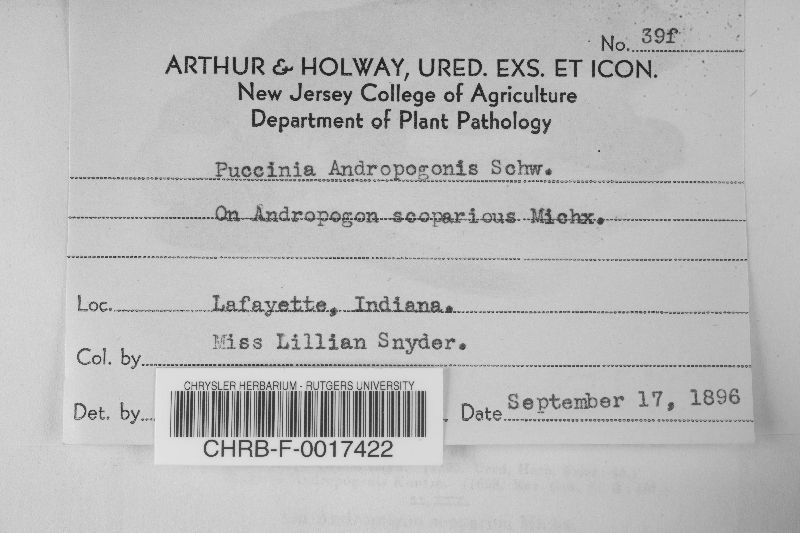 No. 39f
ARTHUR & HOLWAY, URED. EXS. ET ICON.
New Jersey College of Agriculture
Department of Plant Pathology
Puccinia Andropogonis Schw.
On Andropogon scoparious Michx.
Loc. Lafayette, Indiana.
Col. by Miss Lillian Snyder.
Det. by
Date September 17, 1896
CHRYSLER HERBARIUM - RUTGERS UNIVERSITY
CHRB-F-0017422